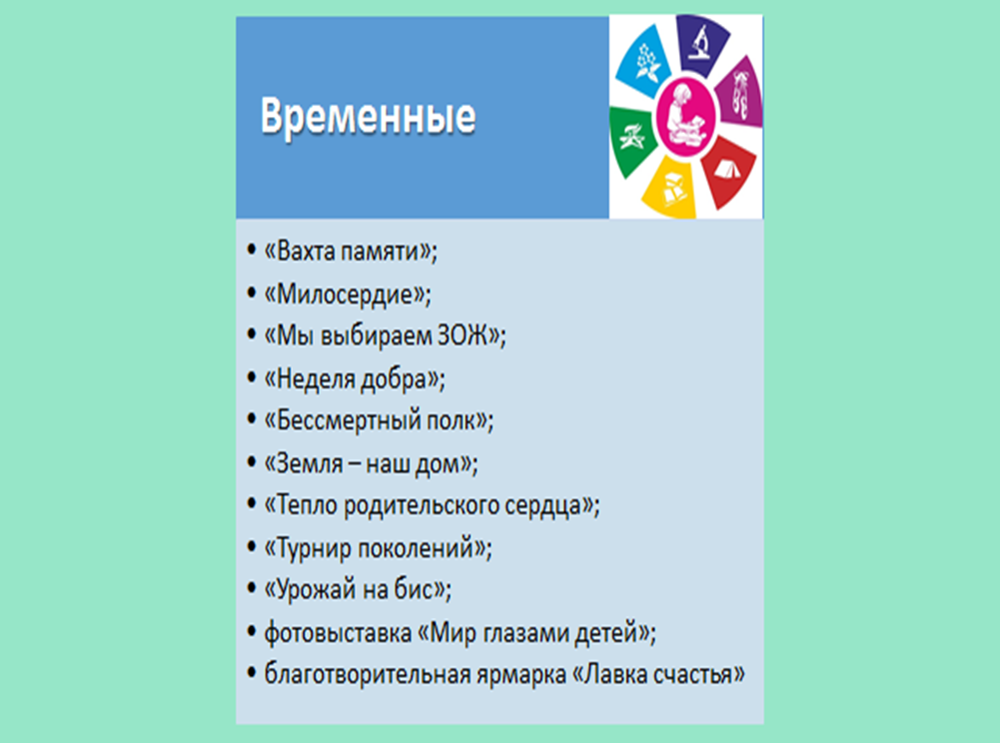 Временные
• «Вахта памяти»;
• «Милосердие»;
• «Мы выбираем ЗОЖ»;
• «Неделя добра»;
• «Бессмертный полк»;
• «Земля – наш дом»;
• «Тепло родительского сердца»;
• «Турнир поколений»;
• «Урожай на бис»;
• фотовыставка «Мир глазами детей»;
• благотворительная ярмарка «Лавка счастья»